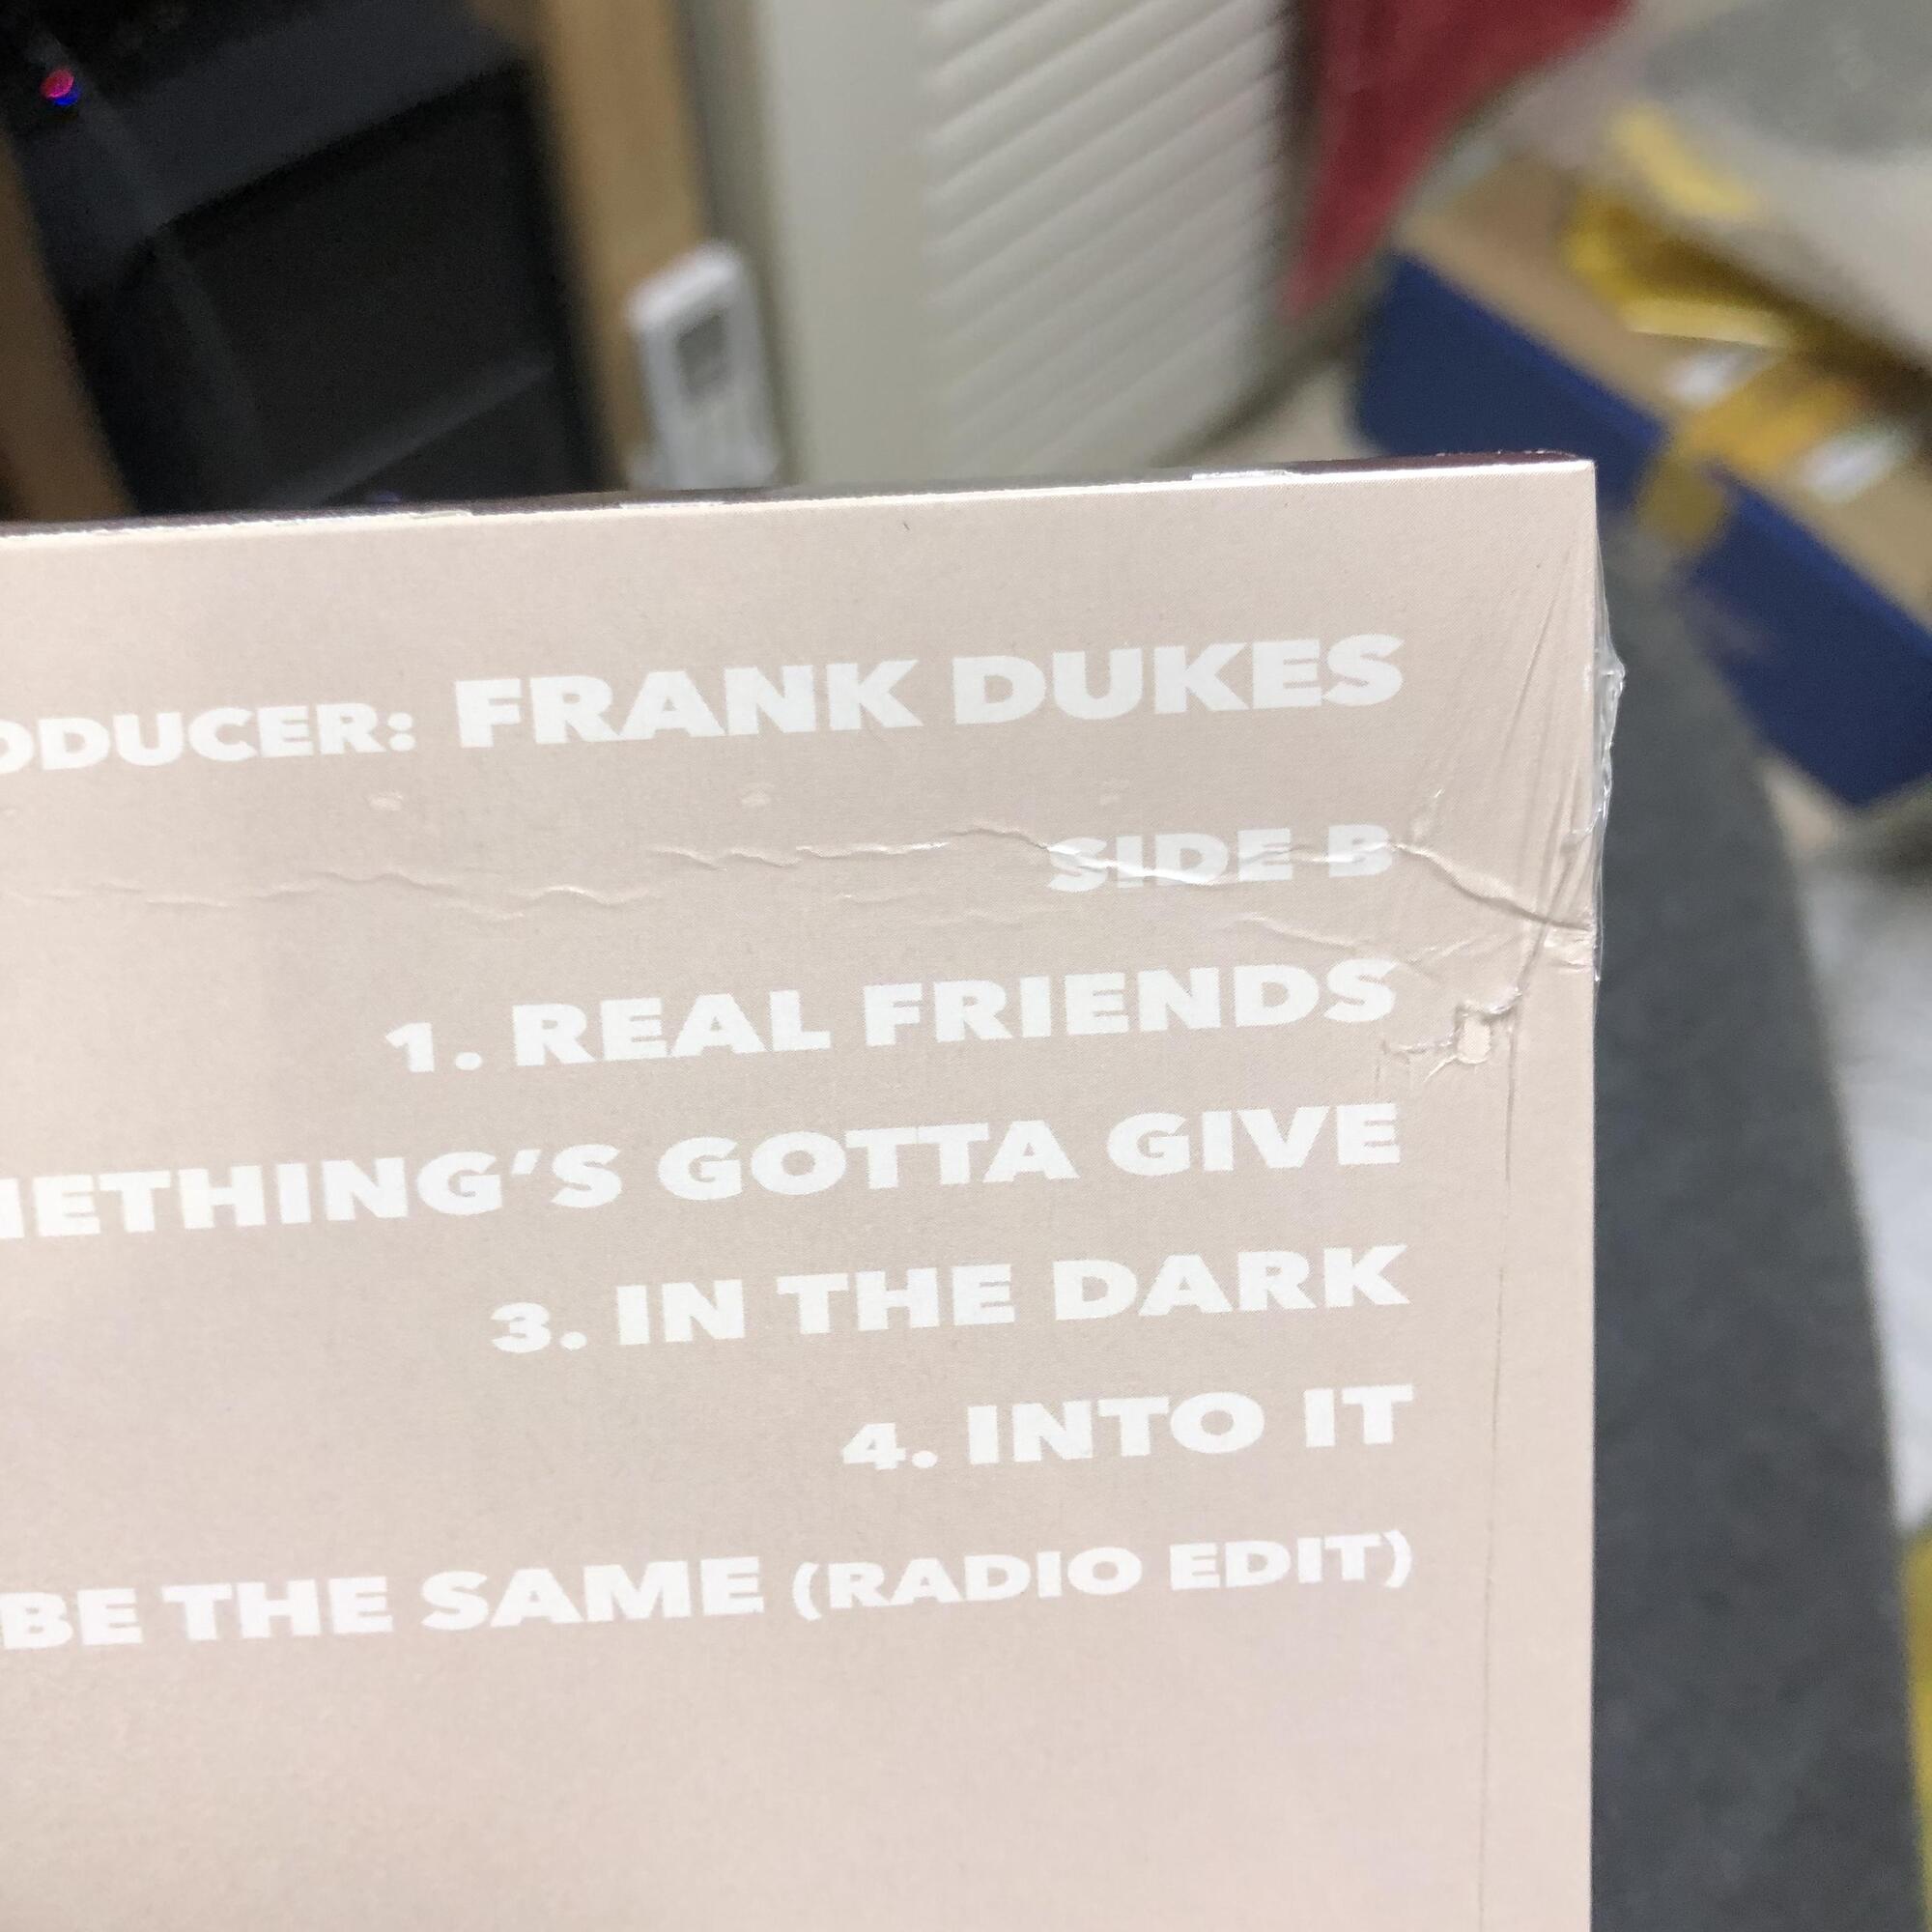 ODUCER: FRANK DUKES
SIDE B
1. REAL FRIENDS
METHING'S GOTTA GIVE
3. IN THE DARK
4. INTO IT
BE THE SAME (RADIO EDIT)